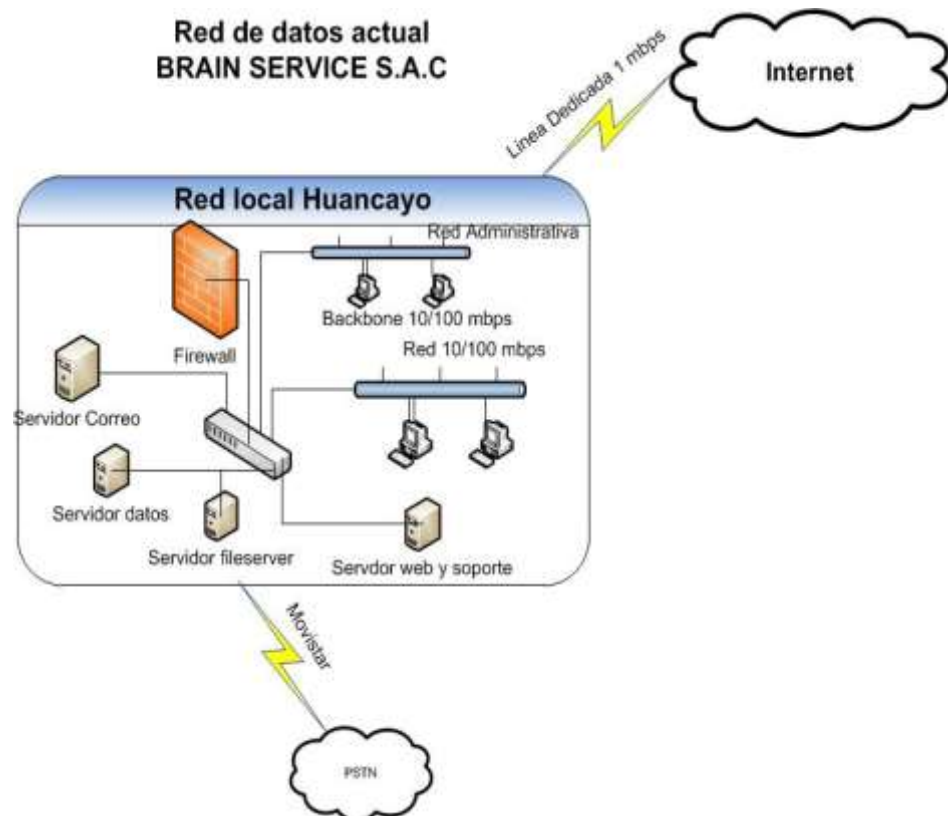 Red de datos actual
BRAIN SERVICE S.A.C
Internet
Linea Dedicada 1 mbps
Red local Huancayo
Red Administrativa
Backbone 10/100 mbps
Firewall
Red 10/100 mbps
Servidor Correo
Servidor datos
Servidor fileserver
Servdor web y soporte
Movistar
PSTN